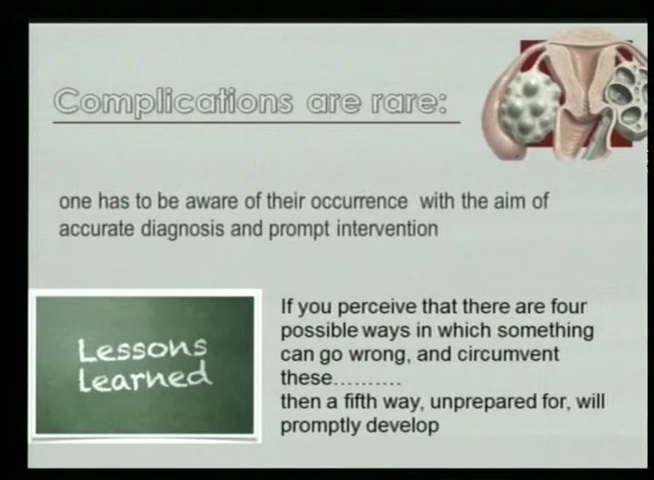 Complications are rare:
one has to be aware of their occurrence with the aim of
accurate diagnosis and prompt intervention
Lessons
Learned
If you perceive that there are four
possible ways in which something
can go wrong, and circumvent
these..........
then a fifth way, unprepared for, will
promptly develop